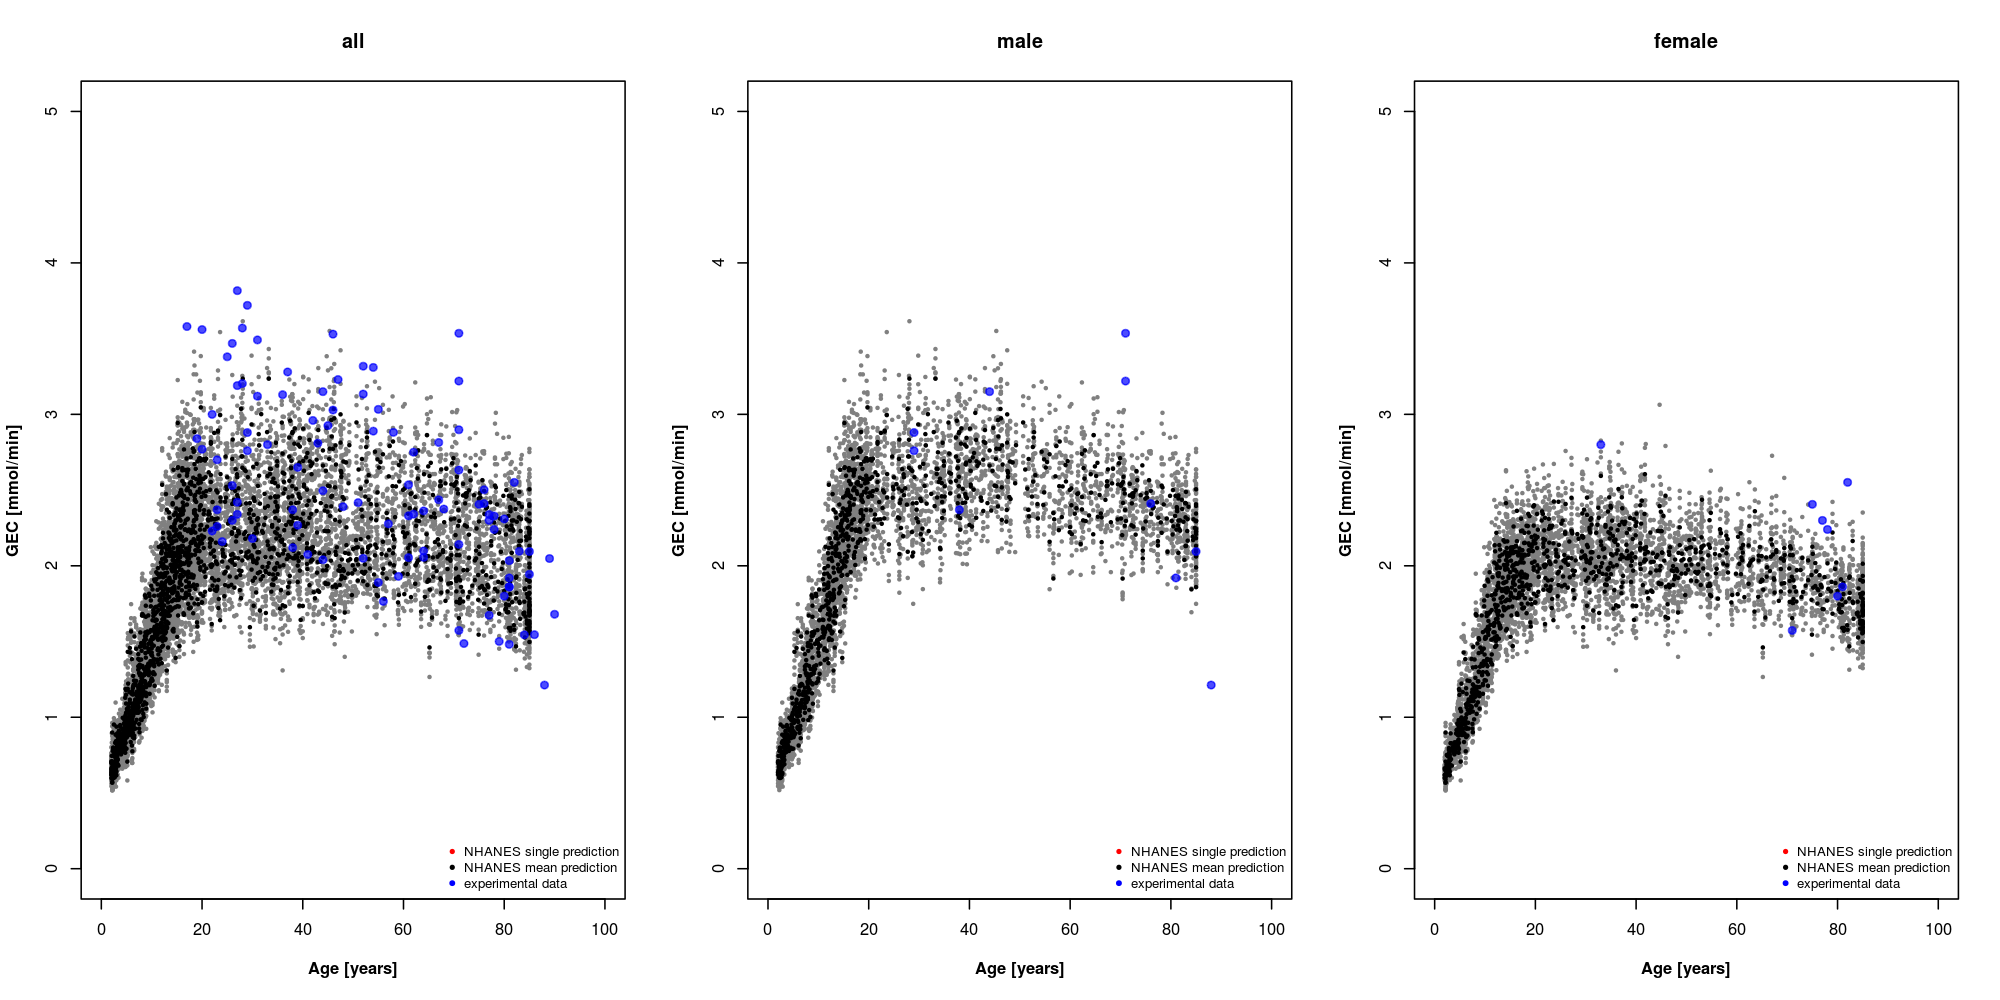 all
GEC [mmol/min]
5
4
3
2
1
0
NHANES single prediction
NHANES mean prediction
experimental data
0 20 40 60 80 100
Age [years]
male
GEC [mmol/min]
5
4
3
2
1
0
NHANES single prediction
NHANES mean prediction
experimental data
0 20 40 60 80 100
Age [years]
female
GEC [mmol/min]
5
4
3
2
1
0
NHANES single prediction
NHANES mean prediction
experimental data
0 20 40 60 80 100
Age [years]